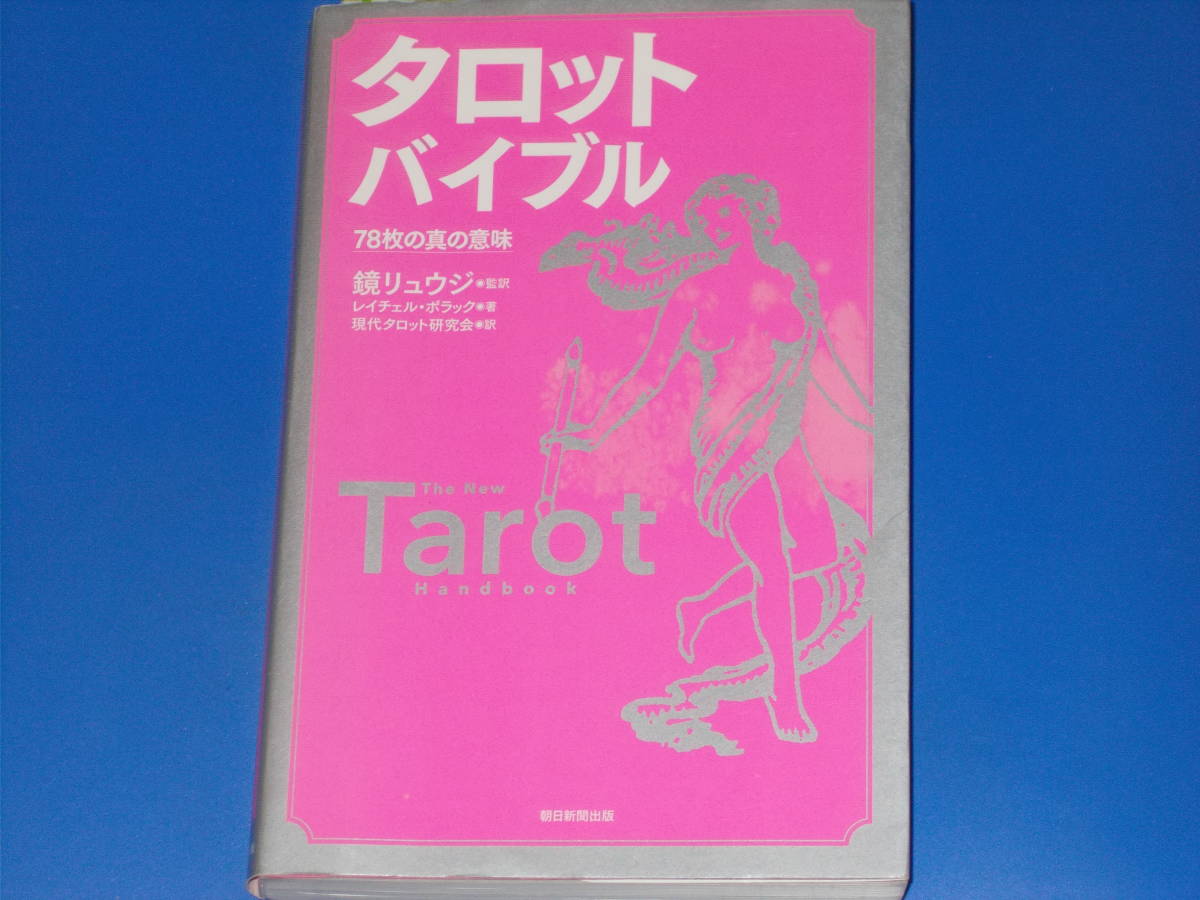 タロット
バイブル
78枚の真の意味
鏡リュウジ◉監訳
レイチェル・ポラック◉著
現代タロット研究会◉訳
The New
Tarot
Handbook
朝日新聞出版